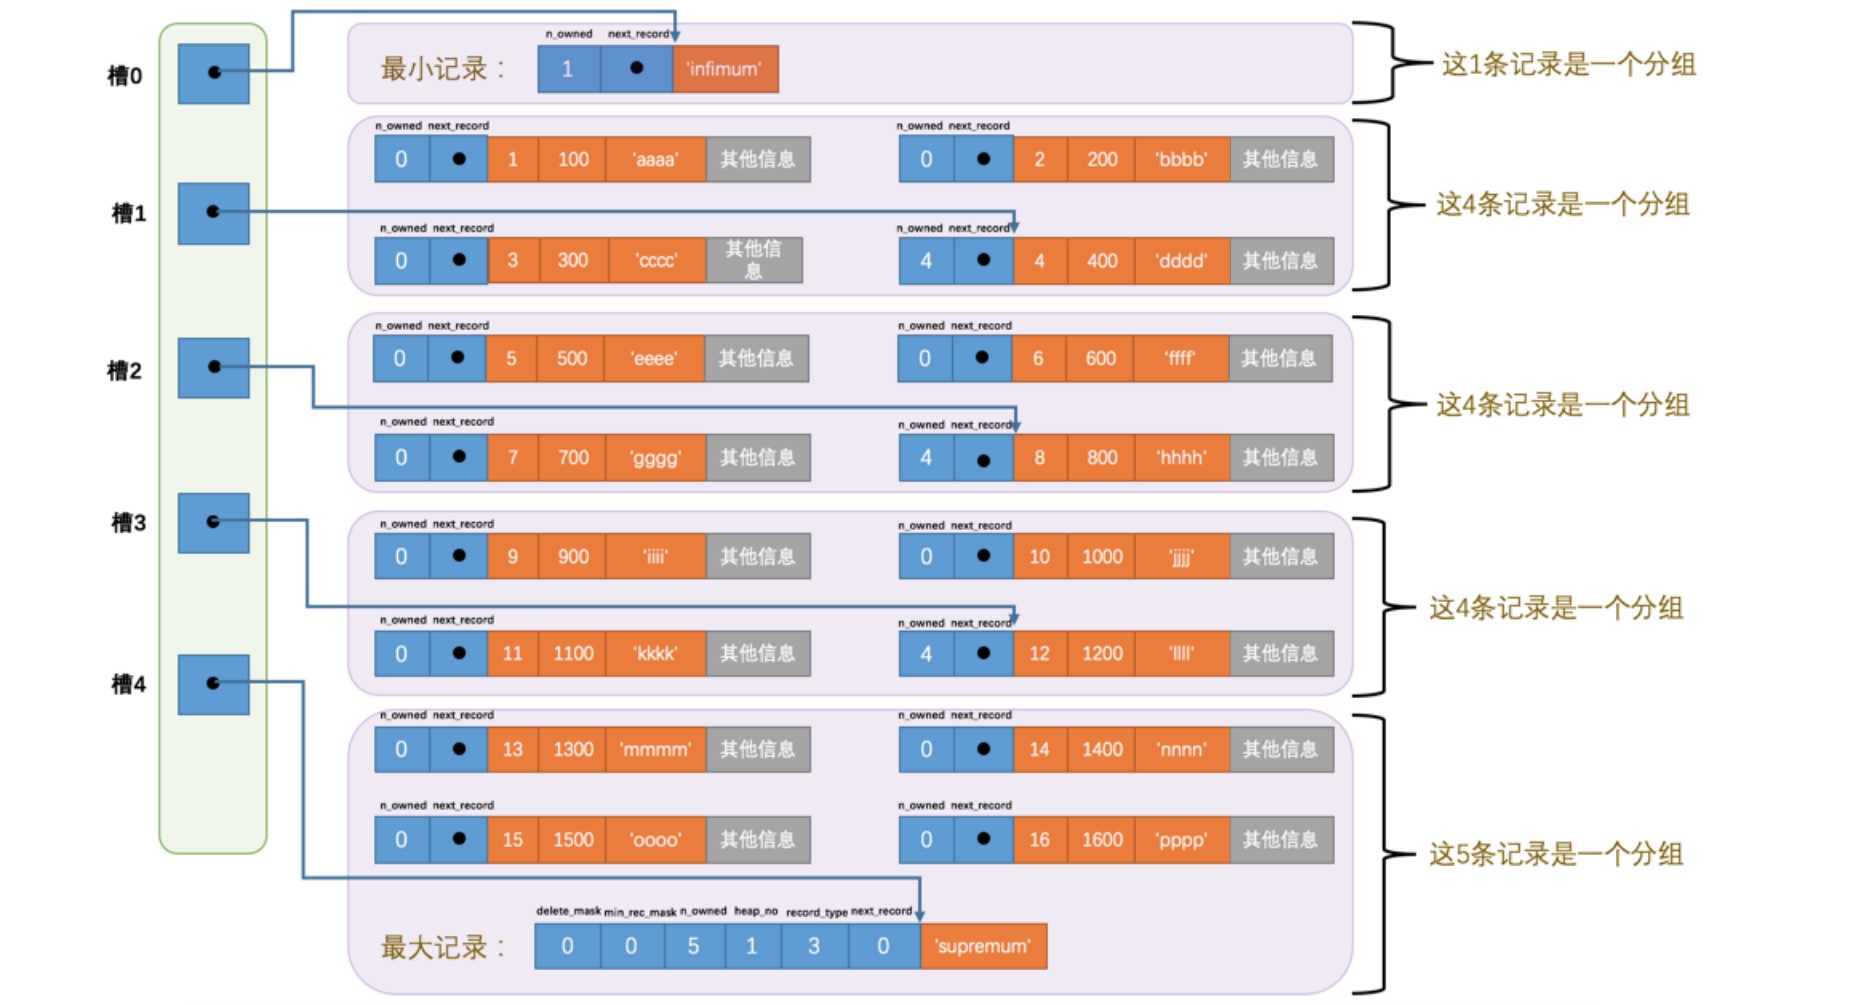 n_owned next_record
槽0
最小记录：
1
'infimum'
这1条记录是一个分组
n_owned next_record
n_owned next_record
0 1 100 'aaaa' 其他信息
0 2 200 'bbbb' 其他信息
槽1
这4条记录是一个分组
n_owned next_record
n_owned next_record
0 3 300 'cccc' 其他信
息
4 4 400 'dddd' 其他信息
n_owned next_record
n_owned next_record
0 5 500 'eeee' 其他信息
0 6 600 'ffff' 其他信息
槽2
这4条记录是一个分组
n_owned next_record
n_owned next_record
0 7 700 'gggg' 其他信息
4 8 800 'hhhh' 其他信息
槽3
n_owned next_record
n_owned next_record
0 9 900 'iiii' 其他信息
0 10 1000 'jjjj' 其他信息
这4条记录是一个分组
n_owned next_record
n_owned next_record
0 11 1100 'kkkk' 其他信息
4 12 1200 'llll' 其他信息
槽4
n_owned next_record
n_owned next_record
0 13 1300 'mmmm' 其他信息
0 14 1400 'nnnn' 其他信息
n_owned next_record
n_owned next_record
0 15 1500 'oooo' 其他信息
0 16 1600 'pppp' 其他信息
这5条记录是一个分组
delete_mask min_rec_mask n_owned heap_no record_type next_record
最大记录：
0 0 5 1 3 0 'supremum'